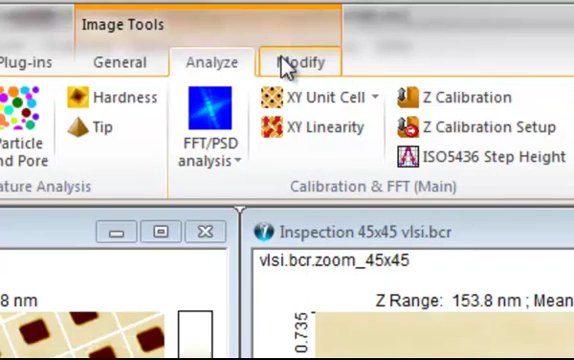 Image Tools
Plug-ins
General
Analyze
Modify
Particle
nd Pore
Hardness
Tip
FFT/PSD
analysis
XY Unit Cell
XY Linearity
Z Calibration
Z Calibration Setup
ISO5436 Step Height
ature Analysis
Calibration & FFT (Main)
Inspection 45x45 vlsi.bcr
vlsi.bcr.zoom_45x45
8 nm
Z Range: 153.8 nm ; Mean
0.735